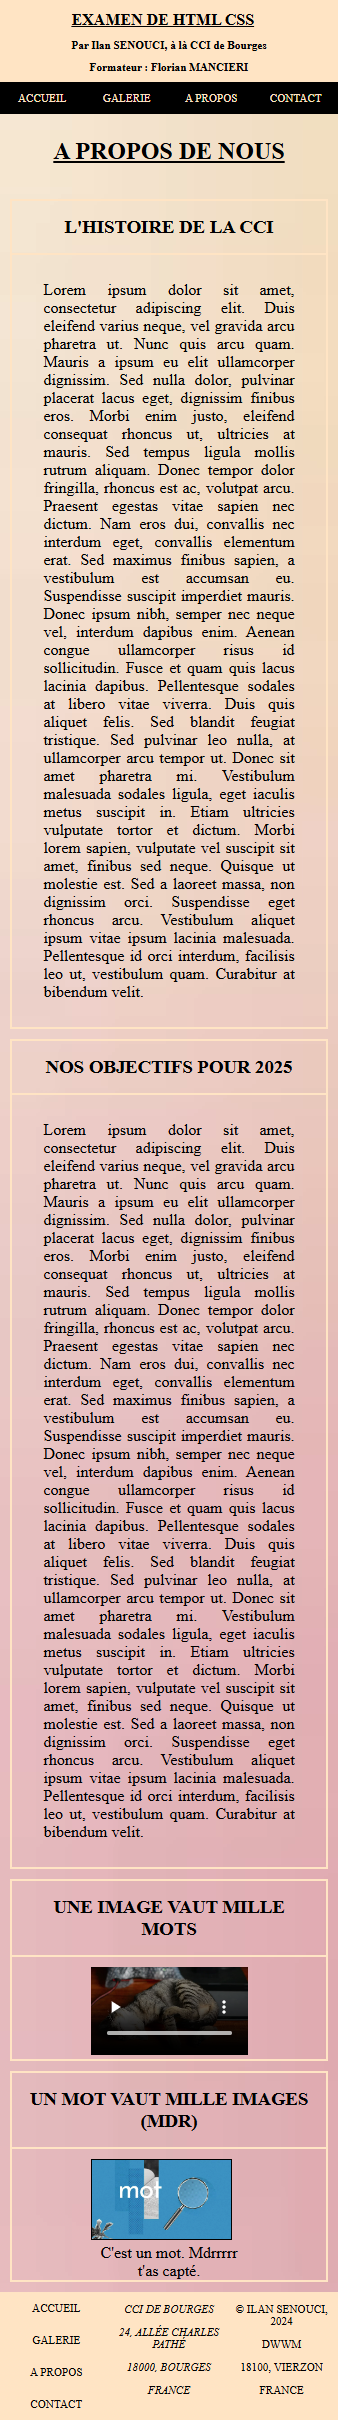 EXAMEN DE HTML CSS
Par Ilan SENOUCI, à là CCI de Bourges
Formateur : Florian MANCIERI
ACCUEIL GALERIE A PROPOS CONTACT
A PROPOS DE NOUS
L'HISTOIRE DE LA CCI
Lorem ipsum dolor sit amet,
consectetur adipiscing elit. Duis
eleifend varius neque, vel gravida arcu
pharetra ut. Nunc quis arcu quam.
Mauris a ipsum eu elit ullamcorper
dignissim. Sed nulla dolor, pulvinar
placerat lacus eget, dignissim finibus
eros. Morbi enim justo, eleifend
consequat rhoncus ut, ultricies at
mauris. Sed tempus ligula mollis
rutrum aliquam. Donec tempor dolor
fringilla, rhoncus est ac, volutpat arcu.
Praesent egestas vitae sapien nec
dictum. Nam eros dui, convallis nec
interdum eget, convallis elementum
erat. Sed maximus finibus sapien, a
vestibulum est accumsan eu.
Suspendisse suscipit imperdiet mauris.
Donec ipsum nibh, semper nec neque
vel, interdum dapibus enim. Aenean
congue ullamcorper risus id
sollicitudin. Fusce et quam quis lacus
lacinia dapibus. Pellentesque sodales
at libero vitae viverra. Duis quis
aliquet felis. Sed blandit feugiat
tristique. Sed pulvinar leo nulla, at
ullamcorper arcu tempor ut. Donec sit
amet pharetra mi. Vestibulum
malesuada sodales ligula, eget iaculis
metus suscipit in. Etiam ultricies
vulputate tortor et dictum. Morbi
lorem sapien, vulputate vel suscipit sit
amet, finibus sed neque. Quisque ut
molestie est. Sed a laoreet massa, non
dignissim orci. Suspendisse eget
rhoncus arcu. Vestibulum aliquet
ipsum vitae ipsum lacinia malesuada.
Pellentesque id orci interdum, facilisis
leo ut, vestibulum quam. Curabitur at
bibendum velit.
NOS OBJECTIFS POUR 2025
Lorem ipsum dolor sit amet,
consectetur adipiscing elit. Duis
eleifend varius neque, vel gravida arcu
pharetra ut. Nunc quis arcu quam.
Mauris a ipsum eu elit ullamcorper
dignissim. Sed nulla dolor, pulvinar
placerat lacus eget, dignissim finibus
eros. Morbi enim justo, eleifend
consequat rhoncus ut, ultricies at
mauris. Sed tempus ligula mollis
rutrum aliquam. Donec tempor dolor
fringilla, rhoncus est ac, volutpat arcu.
Praesent egestas vitae sapien nec
dictum. Nam eros dui, convallis nec
interdum eget, convallis elementum
erat. Sed maximus finibus sapien, a
vestibulum est accumsan eu.
Suspendisse suscipit imperdiet mauris.
Donec ipsum nibh, semper nec neque
vel, interdum dapibus enim. Aenean
congue ullamcorper risus id
sollicitudin. Fusce et quam quis lacus
lacinia dapibus. Pellentesque sodales
at libero vitae viverra. Duis quis
aliquet felis. Sed blandit feugiat
tristique. Sed pulvinar leo nulla, at
ullamcorper arcu tempor ut. Donec sit
amet pharetra mi. Vestibulum
malesuada sodales ligula, eget iaculis
metus suscipit in. Etiam ultricies
vulputate tortor et dictum. Morbi
lorem sapien, vulputate vel suscipit sit
amet, finibus sed neque. Quisque ut
molestie est. Sed a laoreet massa, non
dignissim orci. Suspendisse eget
rhoncus arcu. Vestibulum aliquet
ipsum vitae ipsum lacinia malesuada.
Pellentesque id orci interdum, facilisis
leo ut, vestibulum quam. Curabitur at
bibendum velit.
UNE IMAGE VAUT MILLE
MOTS
UN MOT VAUT MILLE IMAGES
(MDR)
mot
C'est un mot. Mdrrrrr
t'as capté.
ACCUEIL
GALERIE
A PROPOS
CONTACT
CCI DE BOURGES
24, ALLÉE CHARLES
PATHÉ
18000, BOURGES
FRANCE
© ILAN SENOUCI,
2024
DWWM
18100, VIERZON
FRANCE